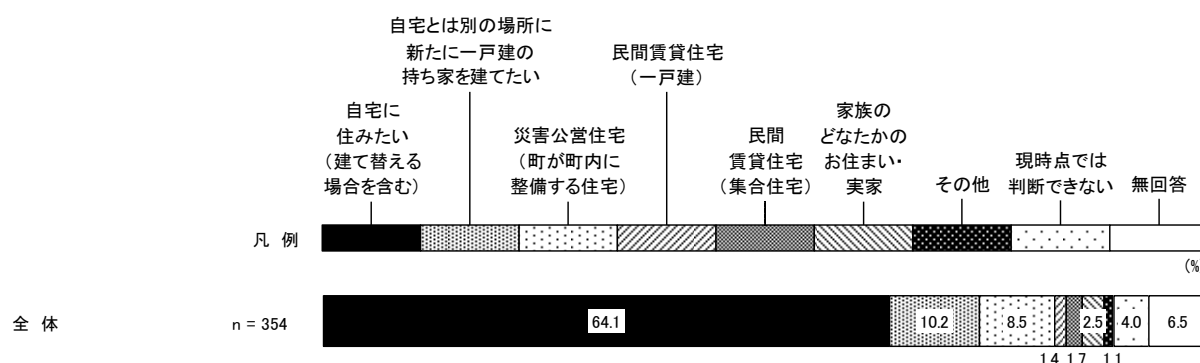 自宅とは別の場所に
新たに一戸建の
持ち家を建てたい
民間賃貸住宅
（一戸建）
自宅に
住みたい
（建て替える
場合を含む）
災害公営住宅
（町が町内に
整備する住宅）
民間
賃貸住宅
（集合住宅）
家族の
どなたかの
お住まい・
実家
その他
現時点では
判断できない
無回答
凡 例
(%
全 体 n = 354 64.1 10.2 8.5 2.5 4.0 6.5
1.4 1.7 1.1